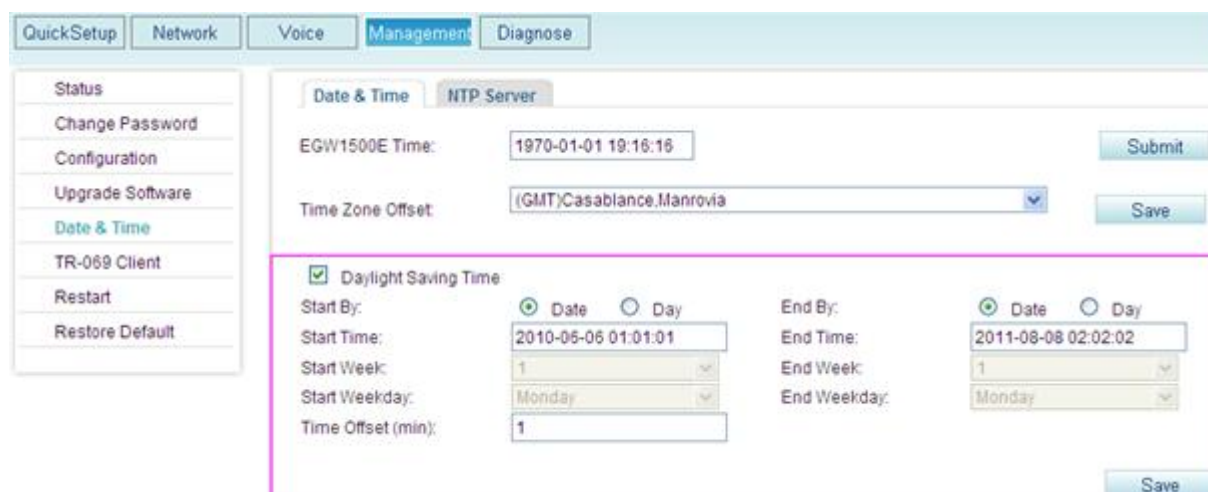 QuickSetup Network Voice Management Diagnose
Status
Change Password
Configuration
Upgrade Software
Date & Time
TR-069 Client
Restart
Restore Default
Date & Time NTP Server
EGW1500E Time: 1970-01-01 19:16:16 Submit
Time Zone Offset: (GMT)Casablance,Manrovia Save
Daylight Saving Time
Start By: Date Day End By: Date Day
Start Time: 2010-06-06 01:01:01 End Time: 2011-08-08 02:02:02
Start Week: 1 End Week: 1
Start Weekday: Monday End Weekday: Monday
Time Offset (min): 1
Save